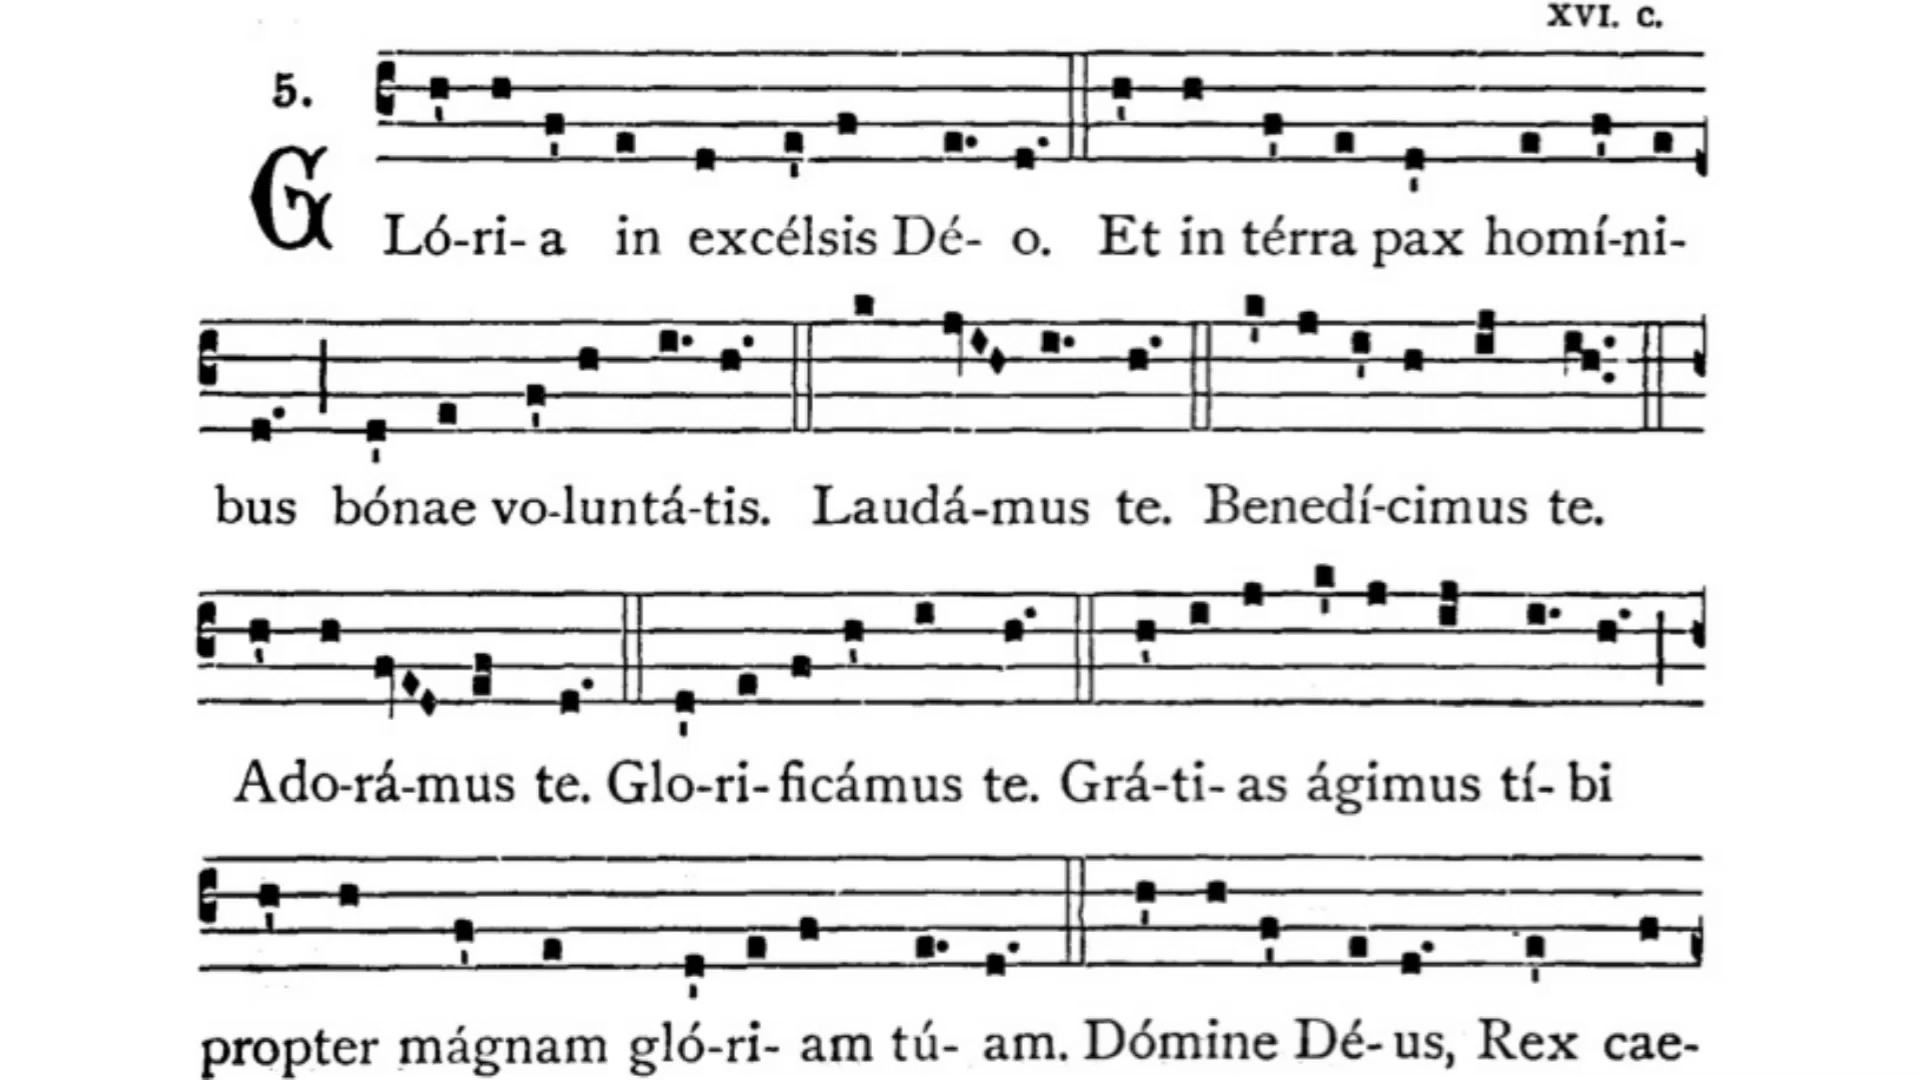 XVI. C.
5.
GLó-ri-a in excélsis Dé-o. Et in térra pax homí-ni-
bus bónae vo-luntá-tis. Laudá-mus te. Benedí-cimus te.
Ado-rá-mus te. Glo-ri-ficámus te. Grá-ti-as ágimus tí-bi
propter mágnam gló-ri-am tú-am. Dómine Dé-us, Rex cae-